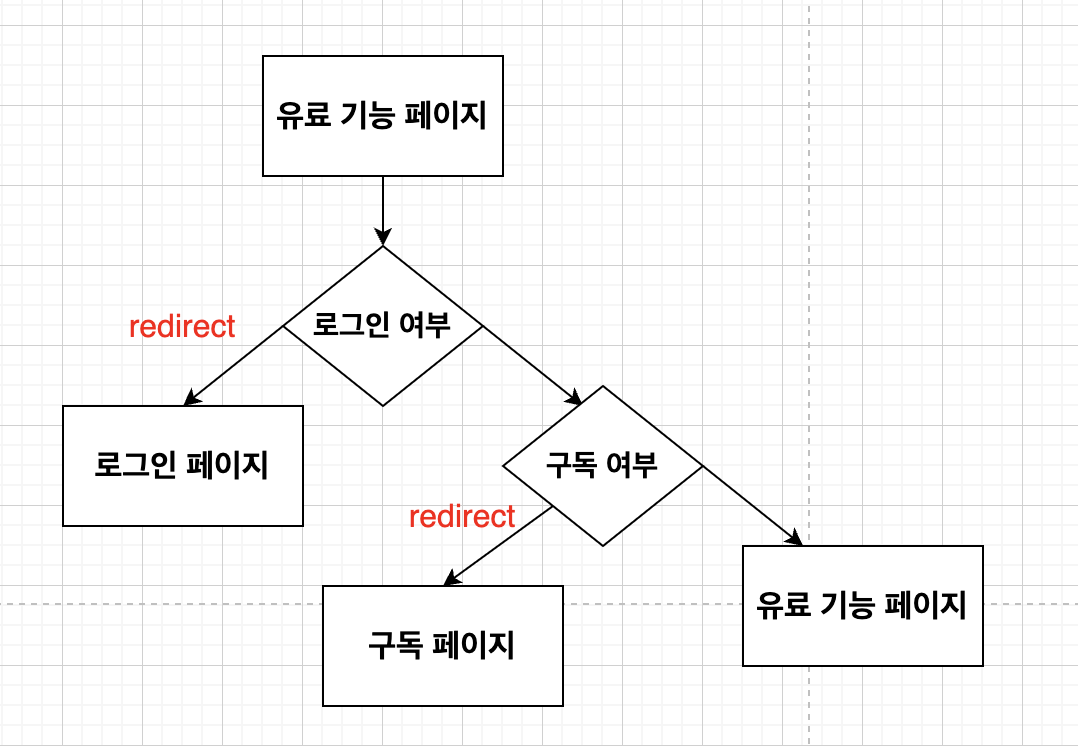 유료 기능 페이지
로그인 여부
redirect
로그인 페이지
구독 여부
redirect
구독 페이지
유료 기능 페이지